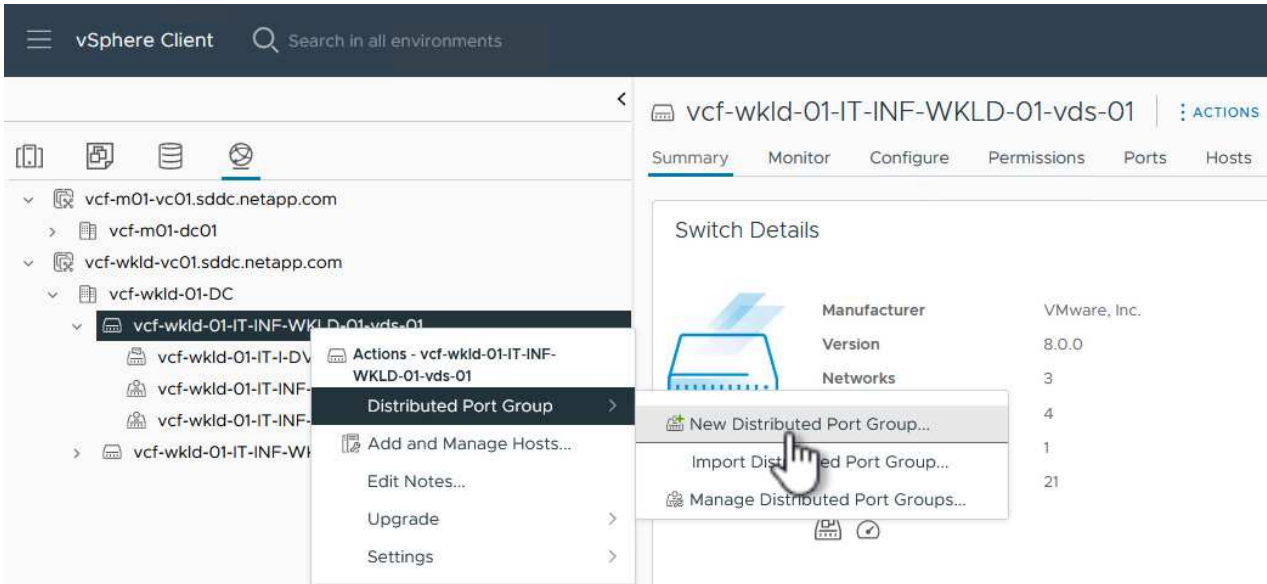 vSphere Client
Search in all environments
vcf-wkld-01-IT-INF-WKLD-01-vds-01
ACTIONS
Summary Monitor Configure Permissions Ports Hosts
vcf-m01-vc01.sddc.netapp.com
vcf-m01-dc01
vcf-wkld-vc01.sddc.netapp.com
vcf-wkld-01-DC
vcf-wkld-01-IT-INF-WKLD-01-vds-01
vcf-wkld-01-IT-I-DV
vcf-wkld-01-IT-INF-
vcf-wkld-01-IT-INF-
vcf-wkld-01-IT-INF-WK
Actions - vcf-wkld-01-IT-INF-
WKLD-01-vds-01
Distributed Port Group
Add and Manage Hosts...
Edit Notes...
Upgrade
Settings
New Distributed Port Group...
Import Distributed Port Group...
Manage Distributed Port Groups...
Switch Details
Manufacturer VMware, Inc.
Version 8.0.0
Networks 3
4
1
21